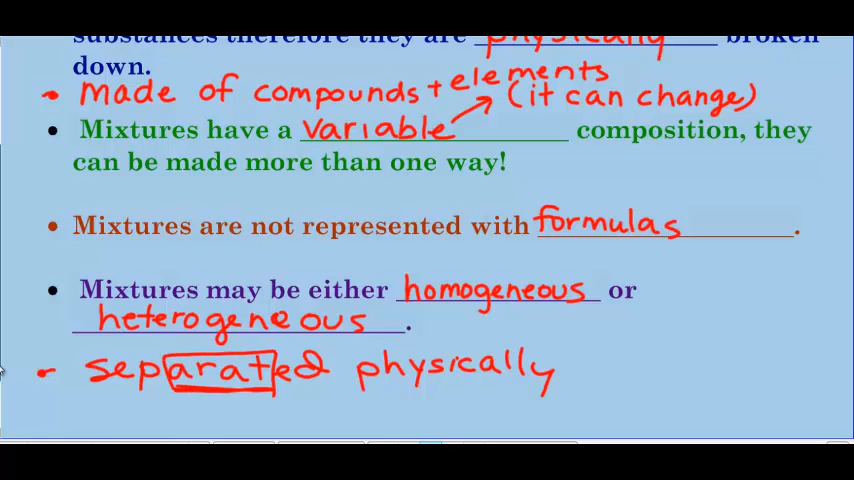 substances therefore they are physically broken
down.
• made of compounds + elements
(it can change)
• Mixtures have a variable composition, they
can be made more than one way!
• Mixtures are not represented with formulas.
• Mixtures may be either homogeneous or
heterogeneous.
• separated physically